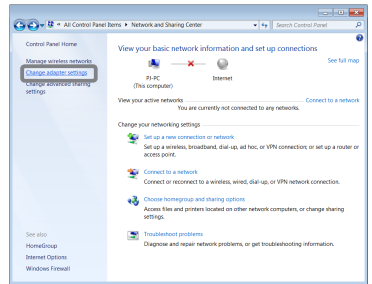 « All Control Panel Items ▸ Network and Sharing Center
Search Control Panel
Control Panel Home
Manage wireless networks
Change adapter settings
Change advanced sharing
settings
View your basic network information and set up connections
See full map
PJ-PC
(This computer)
Internet
View your active networks
Connect to a network
You are currently not connected to any networks.
Change your networking settings
Set up a new connection or network
Set up a wireless, broadband, dial-up, ad hoc, or VPN connection; or set up a router or
access point.
Connect to a network
Connect or reconnect to a wireless, wired, dial-up, or VPN network connection.
Choose homegroup and sharing options
Access files and printers located on other network computers, or change sharing
settings.
Troubleshoot problems
Diagnose and repair network problems, or get troubleshooting information.
See also
HomeGroup
Internet Options
Windows Firewall